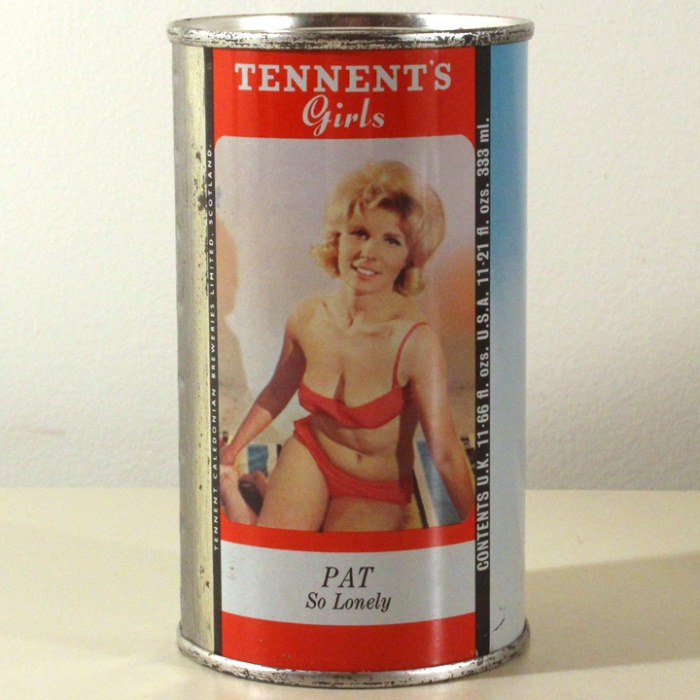 TENNENT'S
Girls
TENNENT CALEDONIAN BREWERIES LIMITED. SCOTLAND.
CONTENTS U.K. 11·66 fl. ozs. U.S.A. 11·21 fl. ozs. 333 ml.
PAT
So Lonely